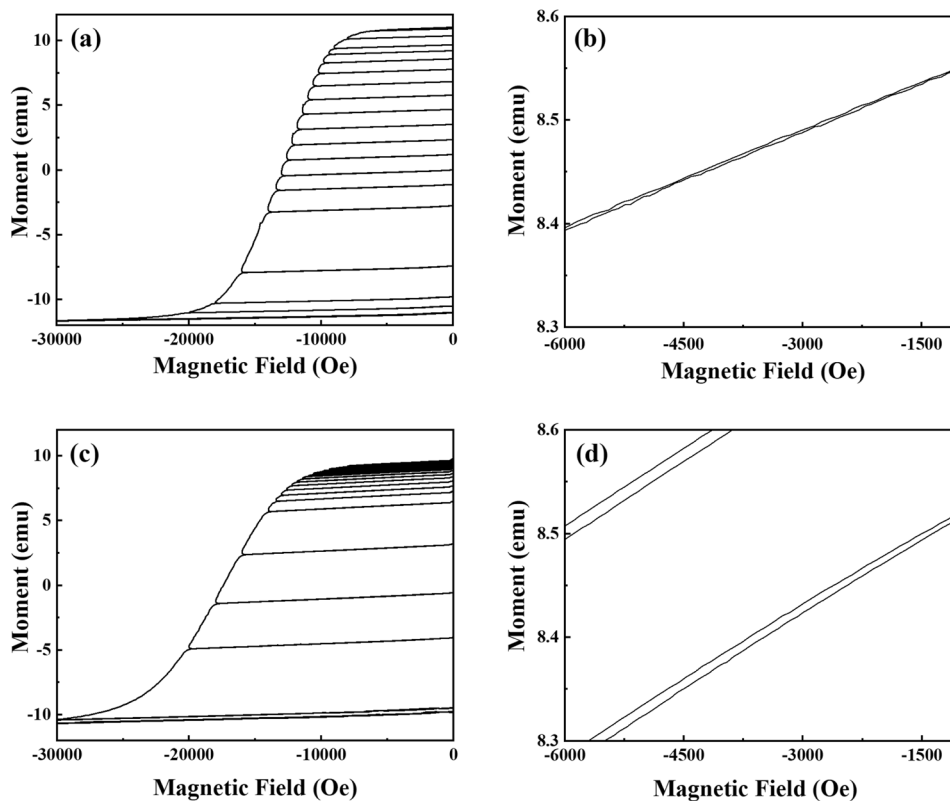 (a)
10
5
0
-5
-10
-30000 -20000 -10000 0
Moment (emu)
Magnetic Field (Oe)
(b)
8.6
8.5
8.4
8.3
-6000 -4500 -3000 -1500
Moment (emu)
Magnetic Field (Oe)
(c)
10
5
0
-5
-10
-30000 -20000 -10000 0
Moment (emu)
Magnetic Field (Oe)
(d)
8.6
8.5
8.4
8.3
-6000 -4500 -3000 -1500
Moment (emu)
Magnetic Field (Oe)